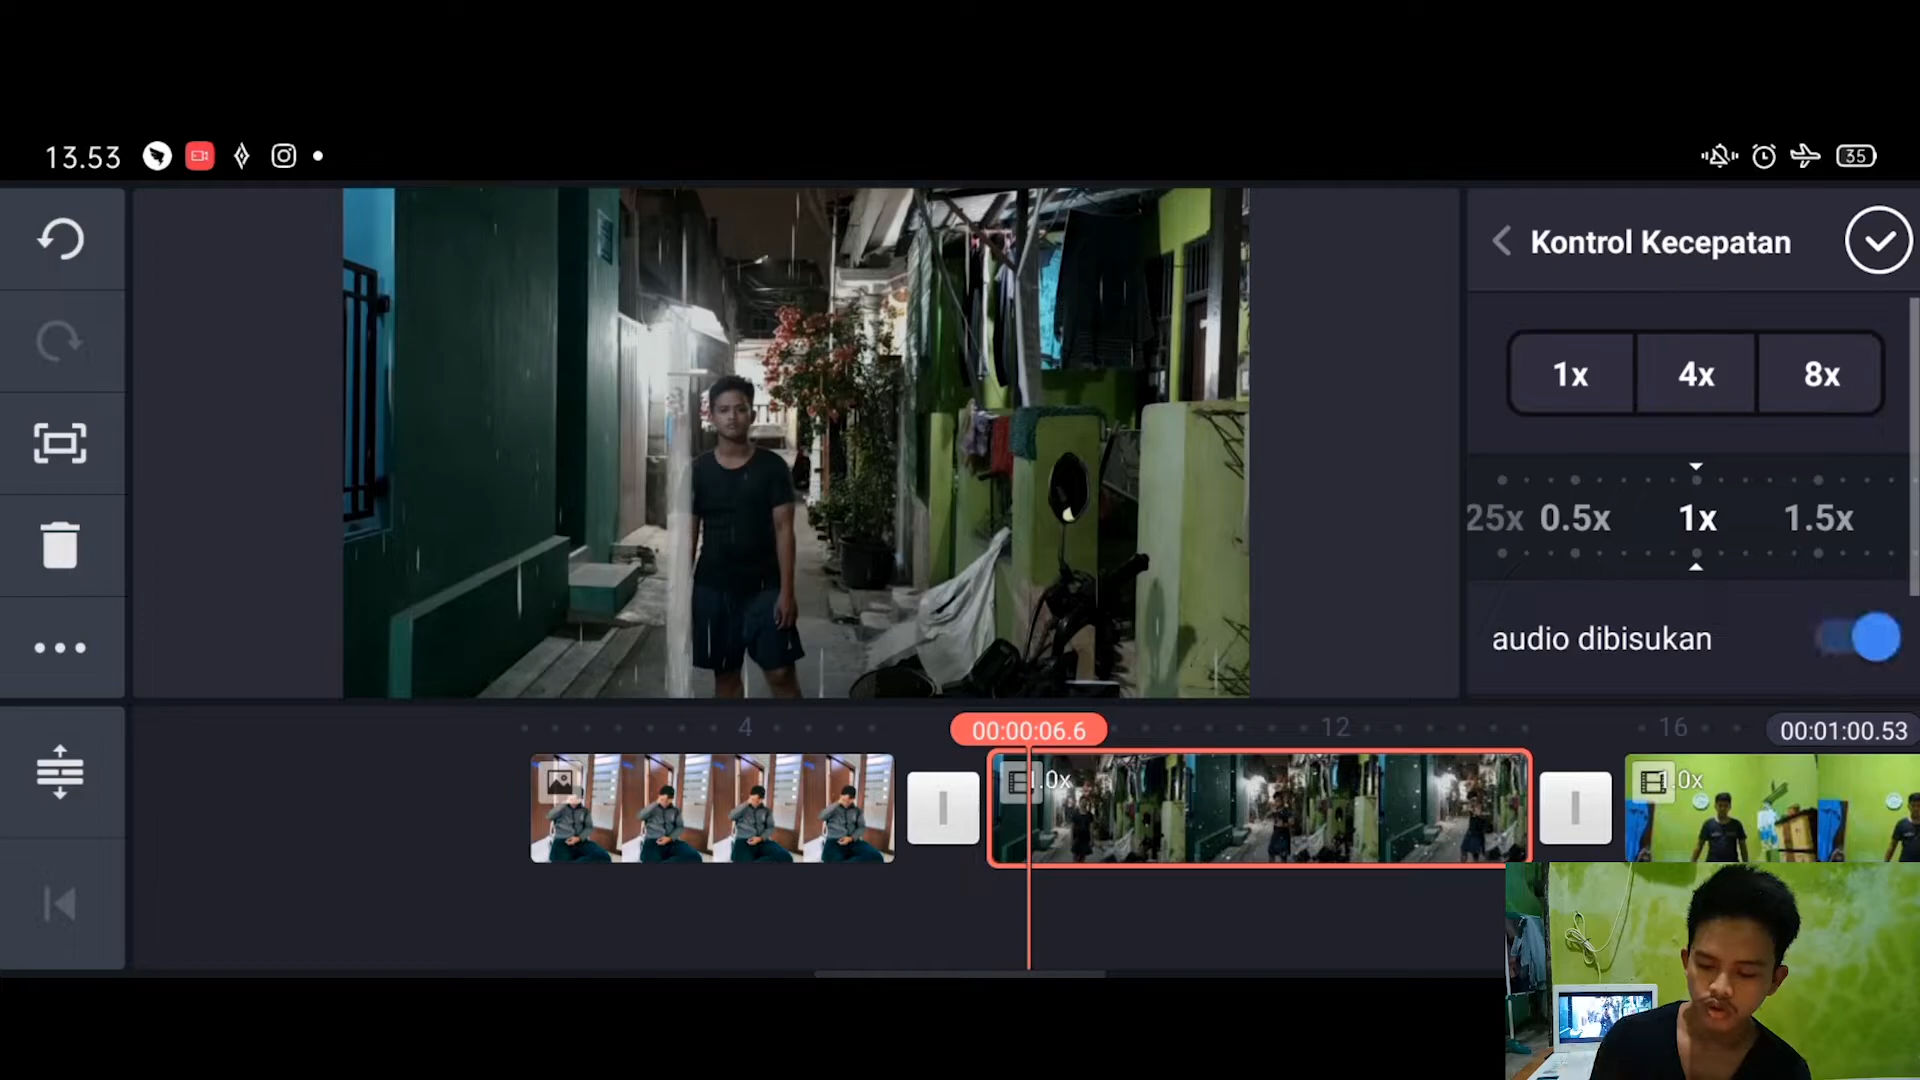 13.53
35
Kontrol Kecepatan
1x 4x 8x
25x 0.5x 1x 1.5x
audio dibisukan
4 00:00:06.6 12 16 00:01:00.53
1.0x
.0x